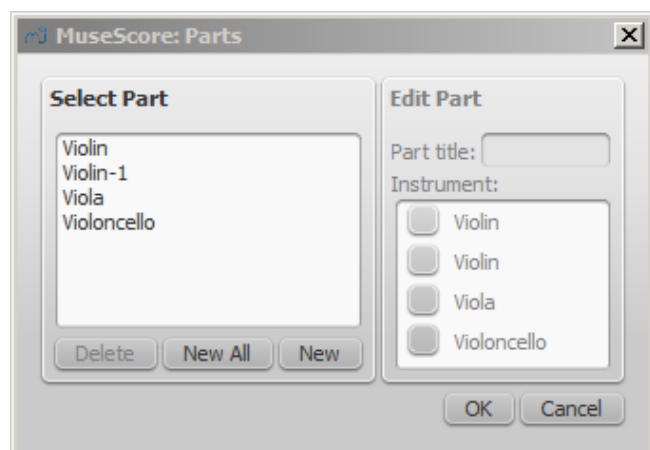 MuseScore: Parts
Select Part
Violin
Violin-1
Viola
Violoncello
Delete New All New
Edit Part
Part title:
Instrument:
Violin
Violin
Viola
Violoncello
OK Cancel